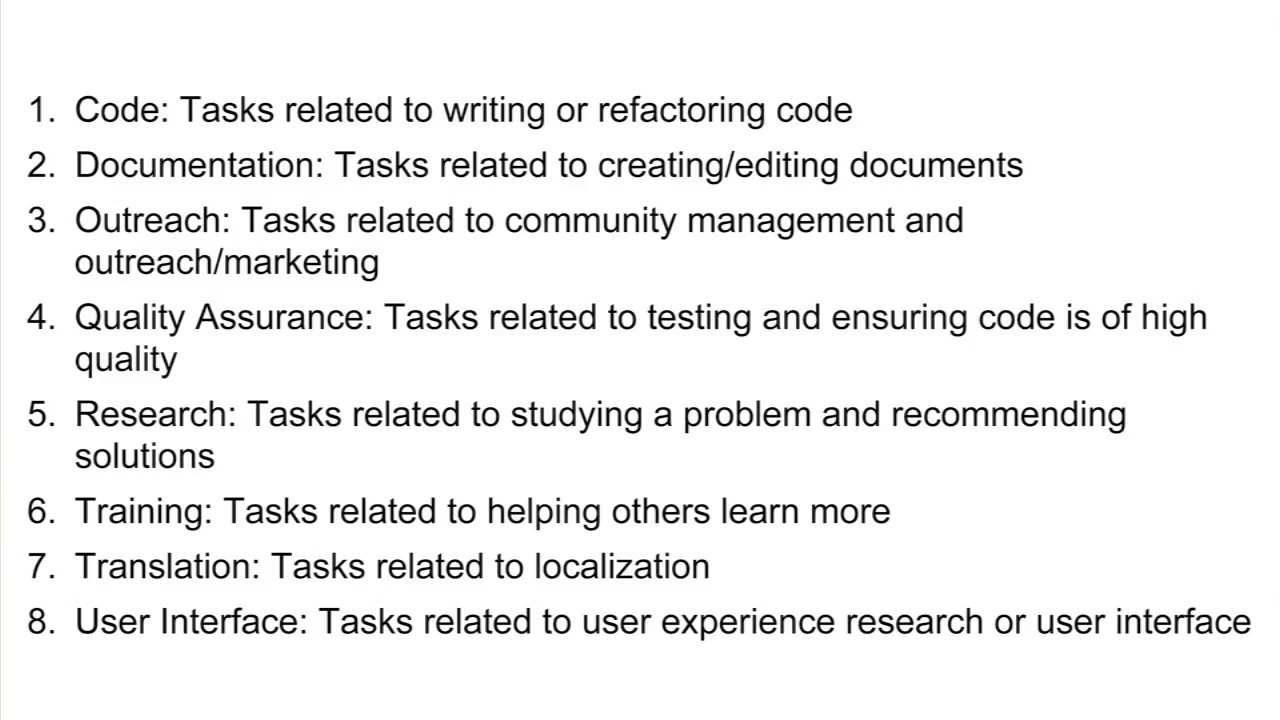 1. Code: Tasks related to writing or refactoring code
2. Documentation: Tasks related to creating/editing documents
3. Outreach: Tasks related to community management and
outreach/marketing
4. Quality Assurance: Tasks related to testing and ensuring code is of high
quality
5. Research: Tasks related to studying a problem and recommending
solutions
6. Training: Tasks related to helping others learn more
7. Translation: Tasks related to localization
8. User Interface: Tasks related to user experience research or user interface